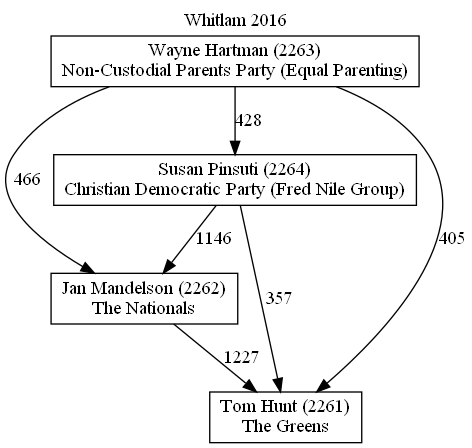 Whitlam 2016
Wayne Hartman (2263)
Non-Custodial Parents Party (Equal Parenting)
428
Susan Pinsuti (2264)
Christian Democratic Party (Fred Nile Group)
466
1146
405
Jan Mandelson (2262)
The Nationals
357
1227
Tom Hunt (2261)
The Greens